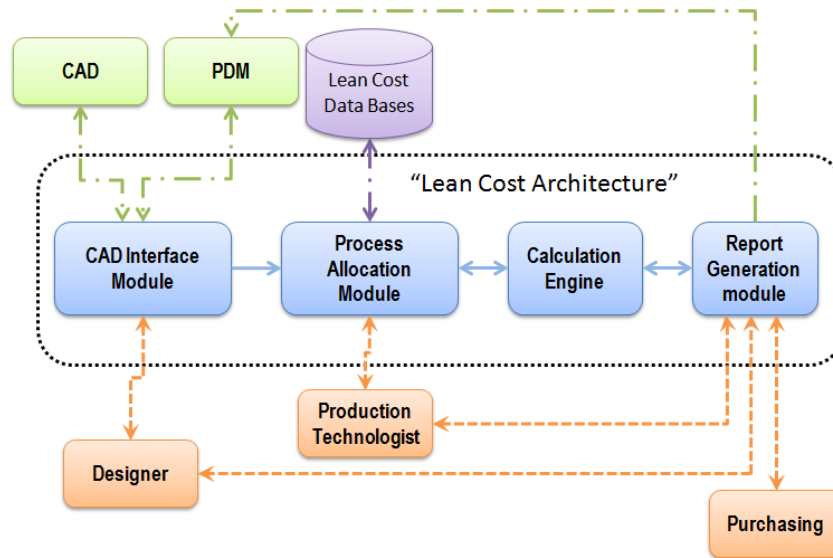 CAD
PDM
Lean Cost
Data Bases
“Lean Cost Architecture”
CAD Interface
Module
Process
Allocation
Module
Calculation
Engine
Report
Generation
module
Production
Technologist
Designer
Purchasing